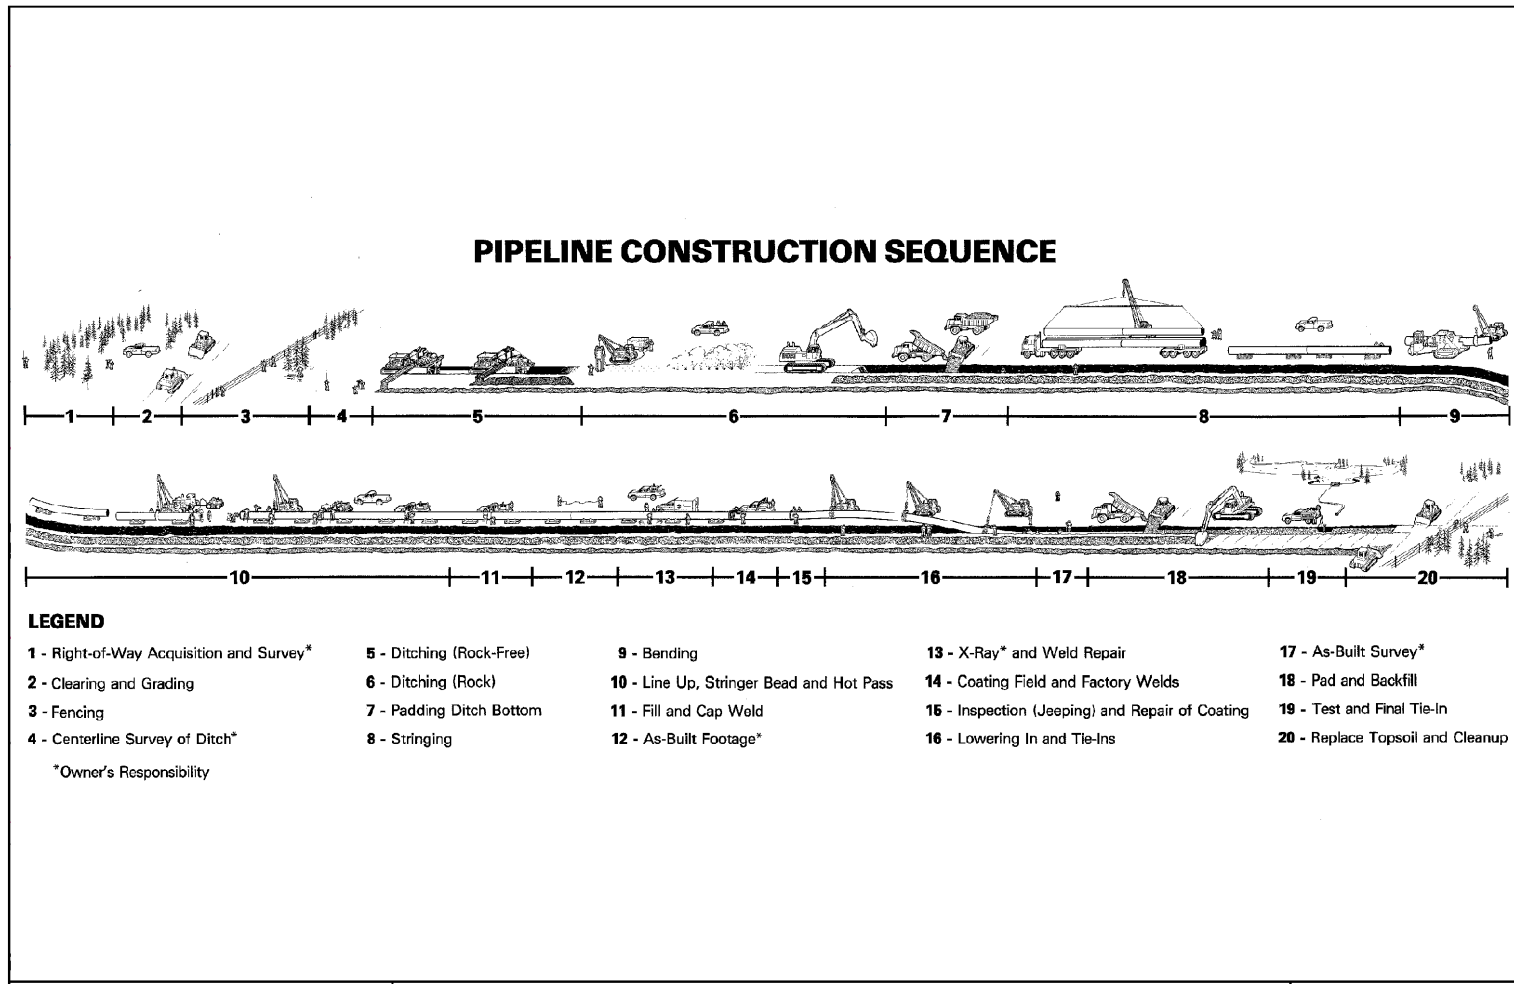 PIPELINE CONSTRUCTION SEQUENCE
1 2 3 4 5 6 7 8 9
10 11 12 13 14 15 16 17 18 19 20
LEGEND
1 - Right-of-Way Acquisition and Survey*
2 - Clearing and Grading
3 - Fencing
4 - Centerline Survey of Ditch*
*Owner's Responsibility
5 - Ditching (Rock-Free)
6 - Ditching (Rock)
7 - Padding Ditch Bottom
8 - Stringing
9 - Bending
10 - Line Up, Stringer Bead and Hot Pass
11 - Fill and Cap Weld
12 - As-Built Footage*
13 - X-Ray* and Weld Repair
14 - Coating Field and Factory Welds
15 - Inspection (Jeeping) and Repair of Coating
16 - Lowering In and Tie-Ins
17 - As-Built Survey*
18 - Pad and Backfill
19 - Test and Final Tie-In
20 - Replace Topsoil and Cleanup